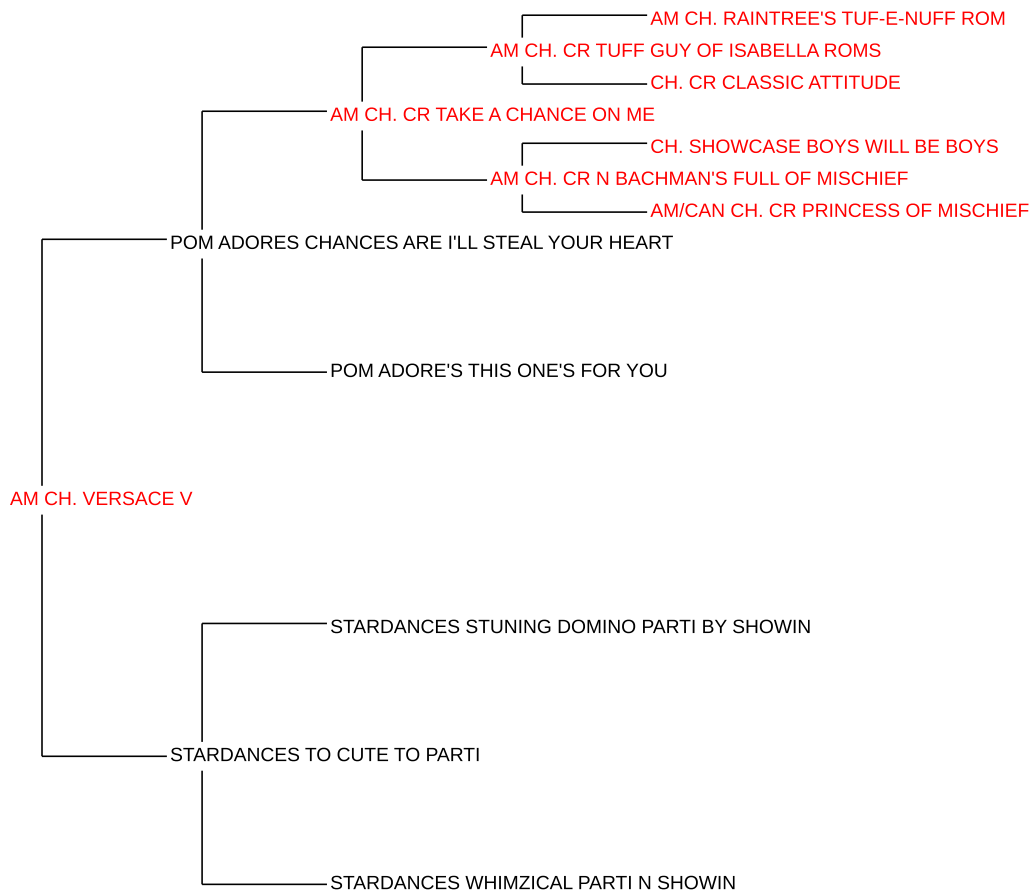 AM CH. RAINTREE'S TUF-E-NUFF ROM
AM CH. CR TUFF GUY OF ISABELLA ROMS
CH. CR CLASSIC ATTITUDE
AM CH. CR TAKE A CHANCE ON ME
CH. SHOWCASE BOYS WILL BE BOYS
AM CH. CR N BACHMAN'S FULL OF MISCHIEF
AM/CAN CH. CR PRINCESS OF MISCHIEF
POM ADORES CHANCES ARE I'LL STEAL YOUR HEART
POM ADORE'S THIS ONE'S FOR YOU
AM CH. VERSACE V
STARDANCES STUNING DOMINO PARTI BY SHOWIN
STARDANCES TO CUTE TO PARTI
STARDANCES WHIMZICAL PARTI N SHOWIN